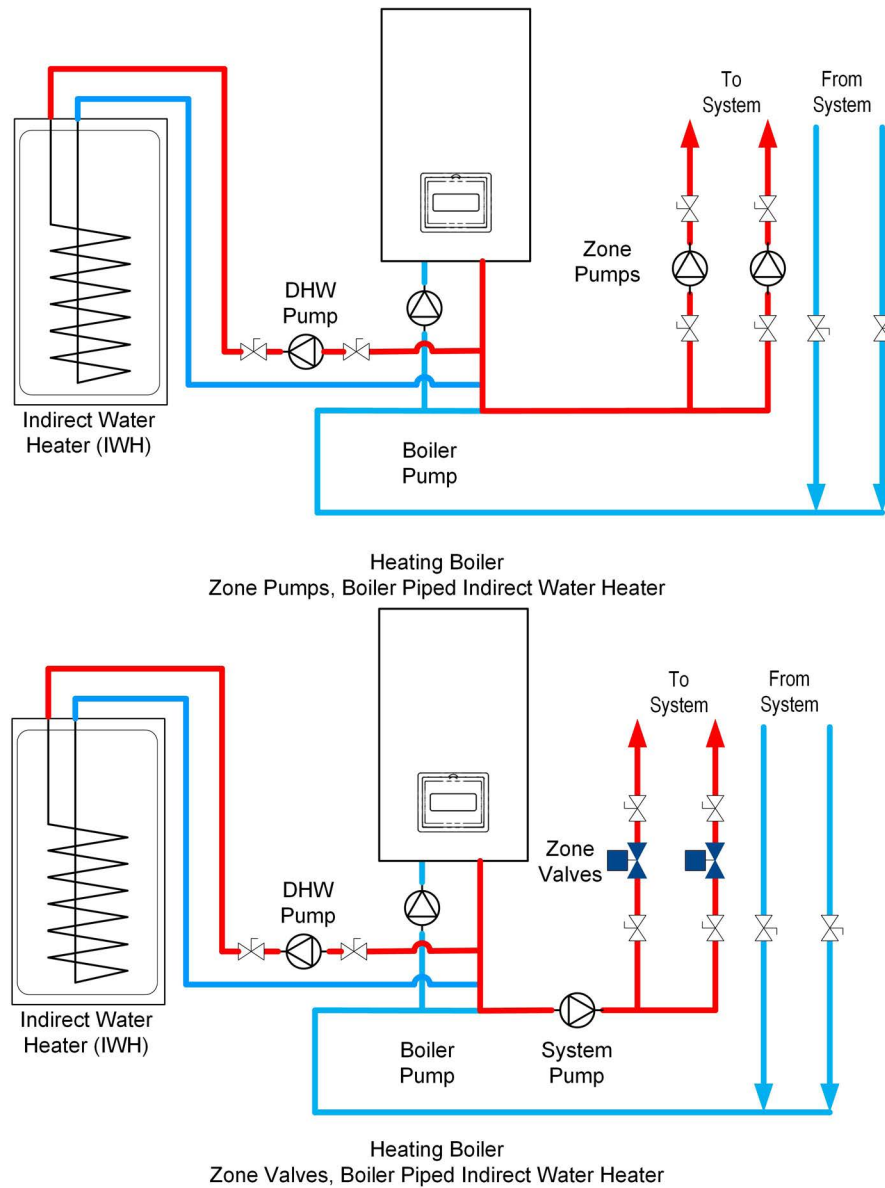 To
System
From
System
Zone
Pumps
DHW
Pump
Indirect Water
Heater (IWH)
Boiler
Pump
Heating Boiler
Zone Pumps, Boiler Piped Indirect Water Heater
To
System
From
System
Zone
Valves
DHW
Pump
Indirect Water
Heater (IWH)
Boiler
Pump
System
Pump
Heating Boiler
Zone Valves, Boiler Piped Indirect Water Heater